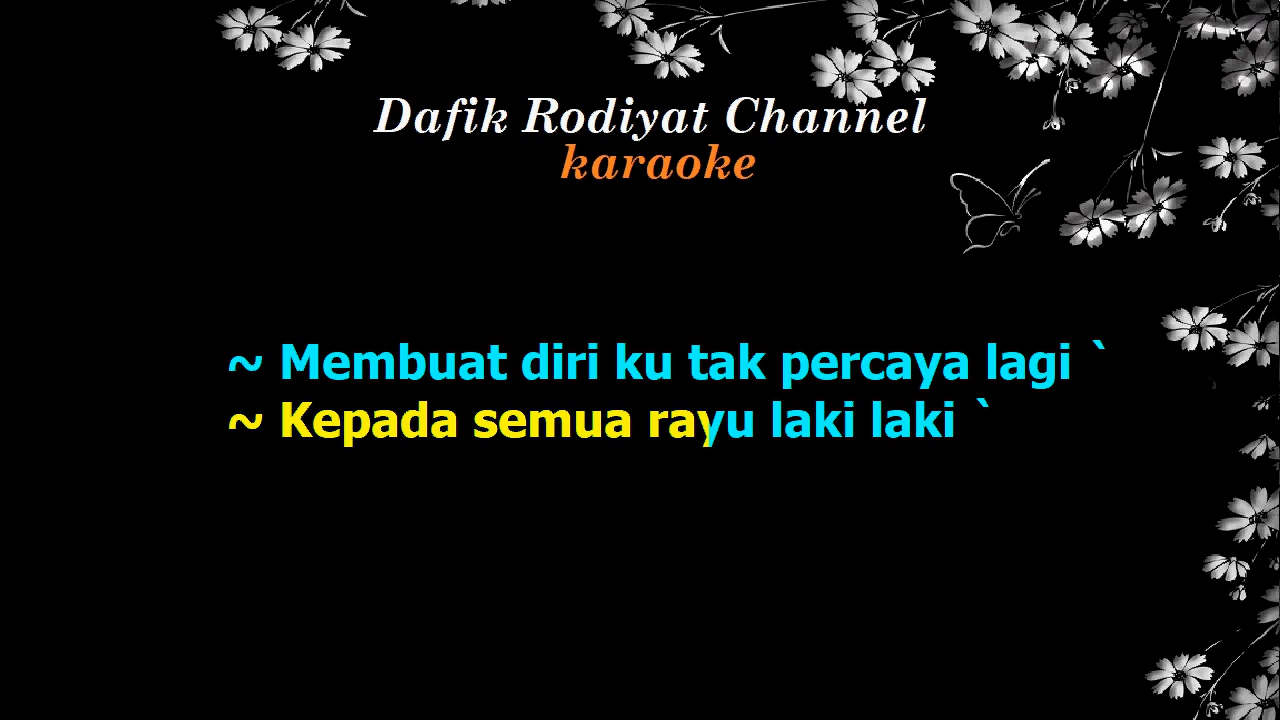 Dafik Rodiyat Channel
karaoke
~ Membuat diri ku tak percaya lagi `
~ Kepada semua rayu laki laki `